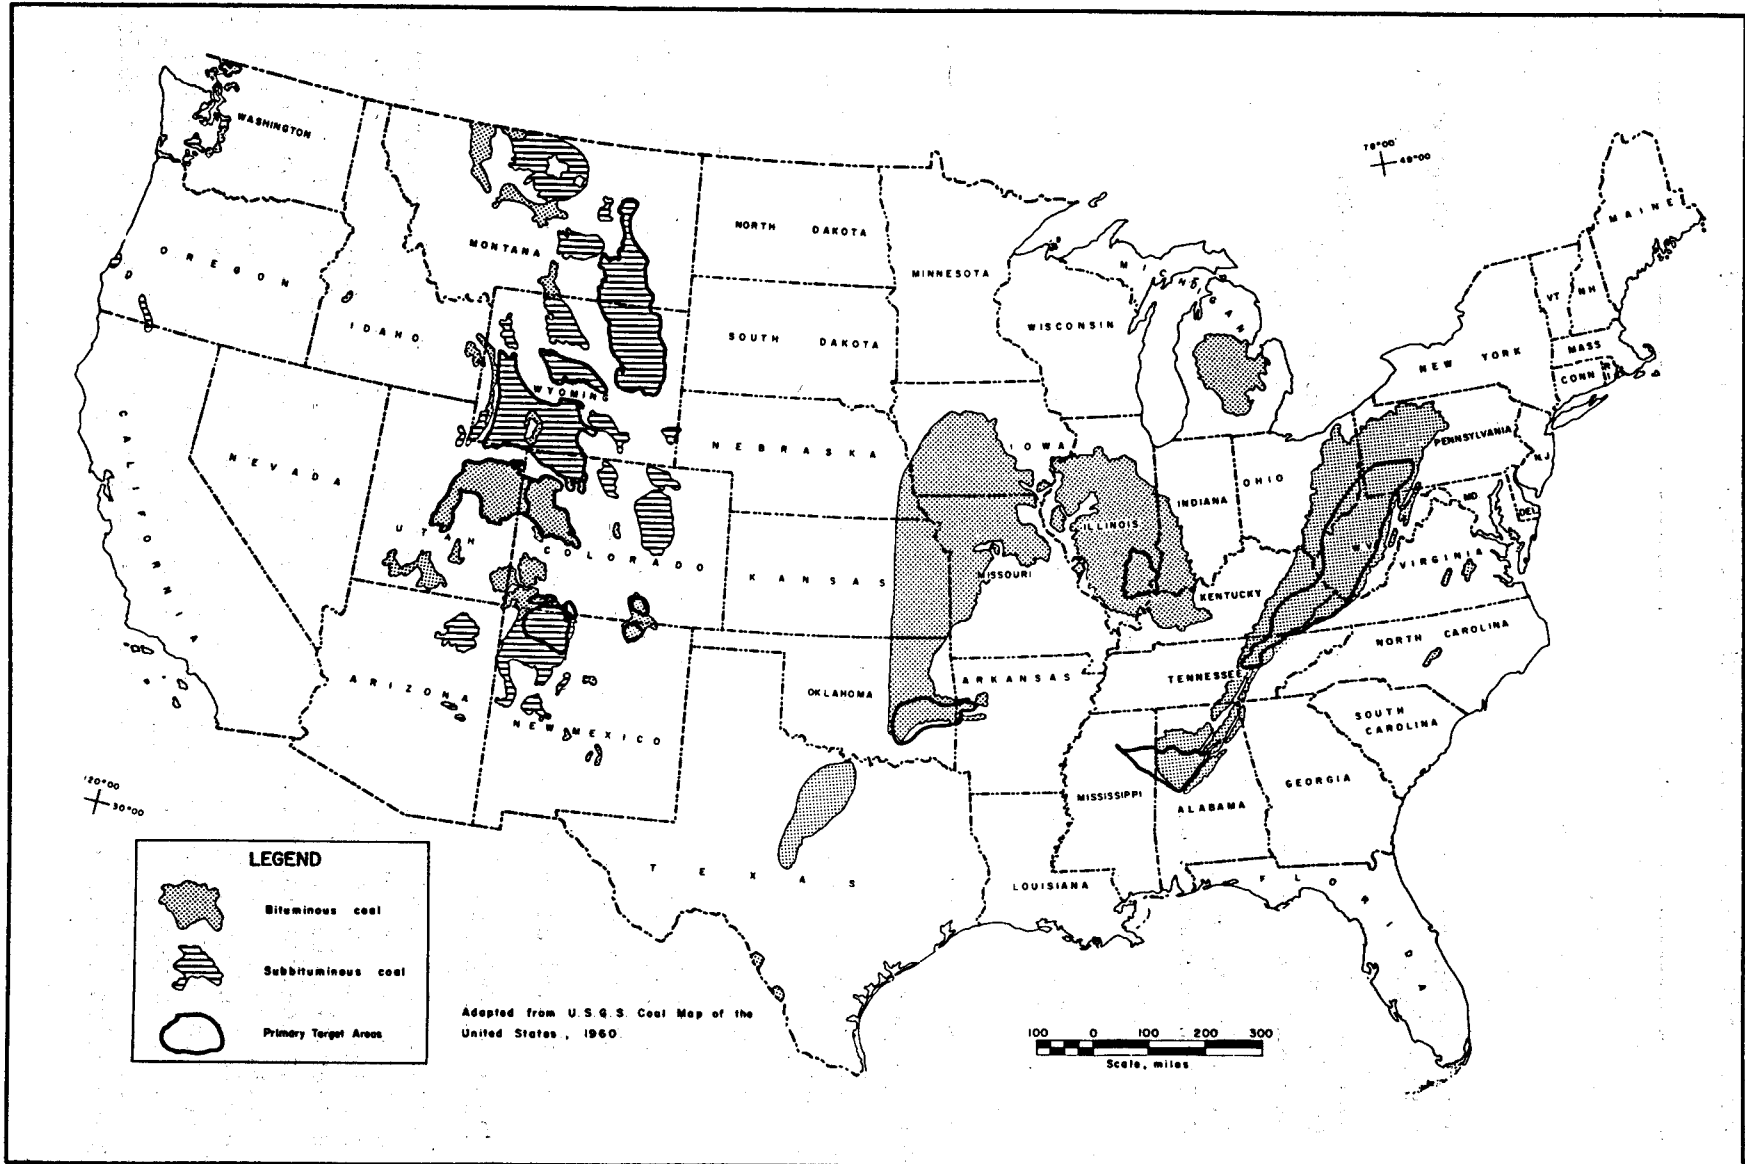 WASHINGTON
78°00'
48°00
MAINE
MONTANA
NORTH DAKOTA
OREGON
MINNESOTA
MICHIGAN
VT
NH
IDAHO
SOUTH DAKOTA
WISCONSIN
NEW YORK
MASS
CONN
RI
WYOMING
CALIFORNIA
NEVADA
NEBRASKA
IOWA
PENNSYLVANIA
NJ
OHIO
INDIANA
MD
DEL
UTAH
COLORADO
ILLINOIS
W V
VIRGINIA
KANSAS
MISSOURI
KENTUCKY
NORTH CAROLINA
ARIZONA
OKLAHOMA
ARKANSAS
TENNESSEE
NEW MEXICO
SOUTH
CAROLINA
120°00
30°00
MISSISSIPPI
ALABAMA
GEORGIA
TEXAS
LOUISIANA
FLORIDA
LEGEND
Bituminous coal
Subbituminous coal
Primary Target Areas
Adapted from U.S.G.S. Coal Map of the
United States, 1960
100 0 100 200 300
Scale, miles